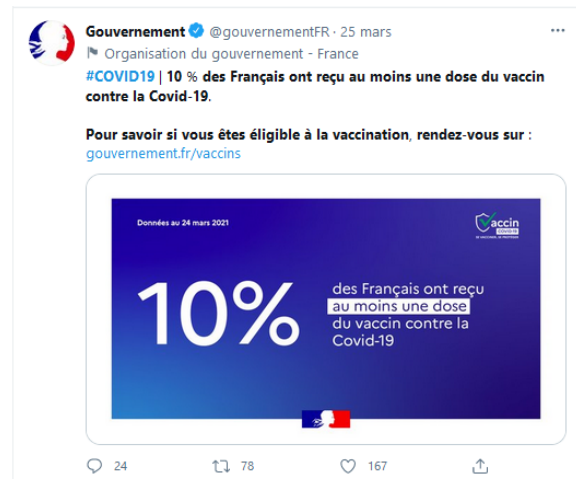 Gouvernement @gouvernementFR · 25 mars
Organisation du gouvernement - France
#COVID19 | 10 % des Français ont reçu au moins une dose du vaccin
contre la Covid-19.
Pour savoir si vous êtes éligible à la vaccination, rendez-vous sur :
gouvernement.fr/vaccins
Données au 24 mars 2021
Vaccin
COVID-19
10%
des Français ont reçu
au moins une dose
du vaccin contre la
Covid-19
24
78
167